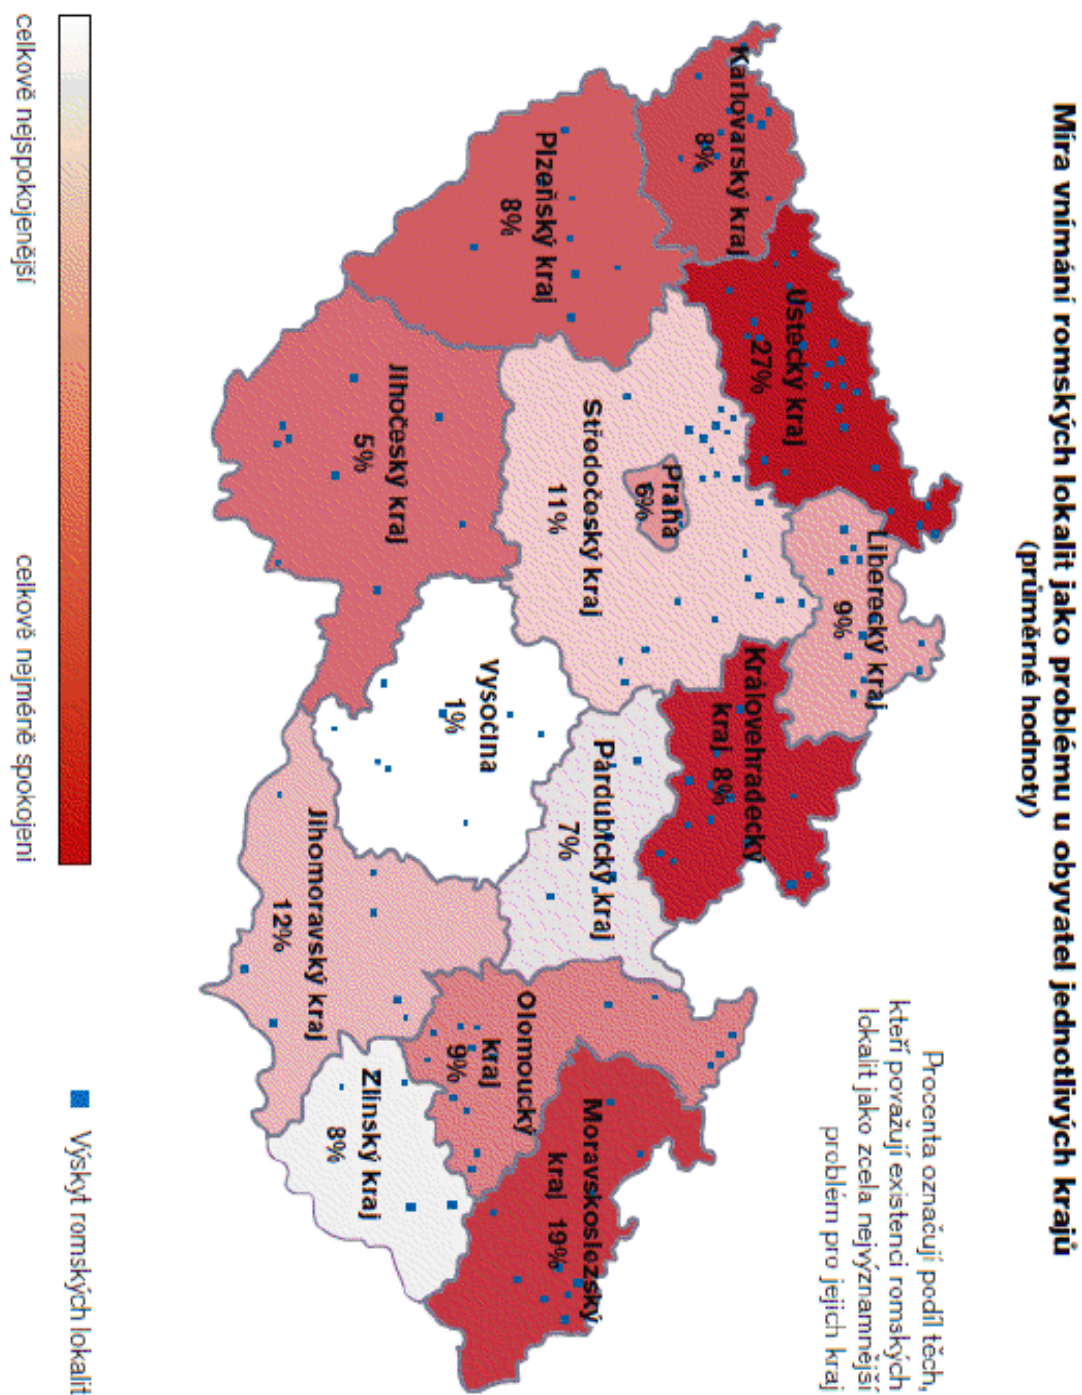 Míra vnímání romských lokalit jako problému u obyvatel jednotlivých krajů
(průměrné hodnoty)
Procenta označují podíl těch,
kteří považují existenci romských
lokalit jako zcela nejvýznamnější
problém pro jejich kraj
Karlovarský kraj
8%
Ústecký kraj
27%
Liberecký kraj
9%
Královehradecký
kraj 8%
Plzeňský kraj
8%
Praha
6%
Středočeský kraj
11%
Pardubický kraj
7%
Jihočeský kraj
5%
Vysočina
1%
Olomoucký
kraj
9%
Moravskoslezský
kraj 19%
Jihomoravský kraj
12%
Zlínský kraj
8%
celkově nejspokojenější
celkově nejméně spokojeni
Výskyt romských lokalit